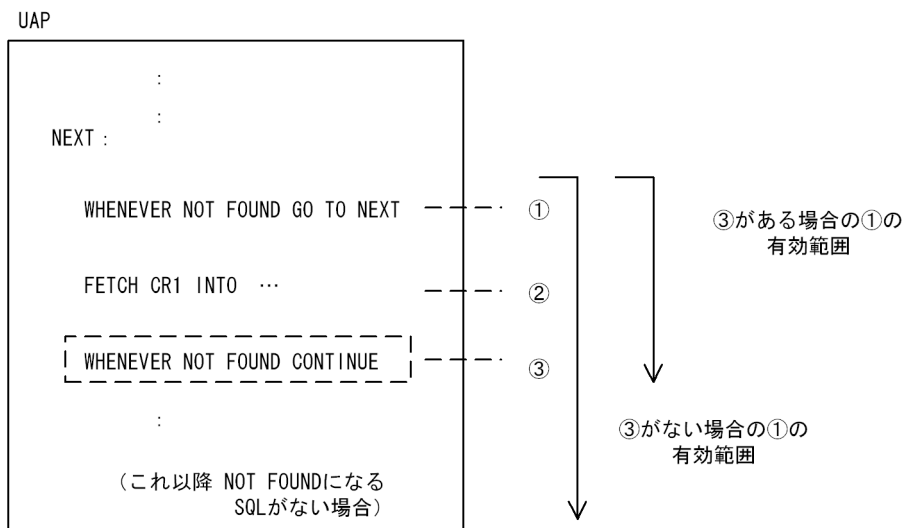 UAP
:
:
NEXT:
WHENEVER NOT FOUND GO TO NEXT
①
③がある場合の①の
有効範囲
FETCH CR1 INTO …
②
WHENEVER NOT FOUND CONTINUE
③
:
③がない場合の①の
有効範囲
(これ以降 NOT FOUNDになる
SQLがない場合)